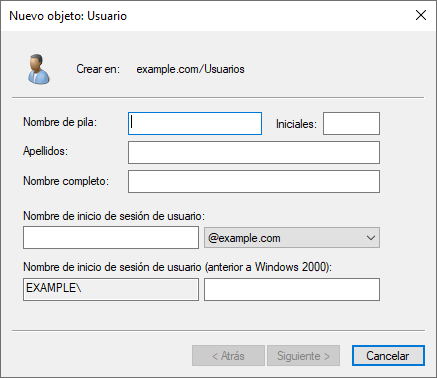 Nuevo objeto: Usuario
Crear en: example.com/Usuarios
Nombre de pila: Iniciales:
Apellidos:
Nombre completo:
Nombre de inicio de sesión de usuario:
@example.com
Nombre de inicio de sesión de usuario (anterior a Windows 2000):
EXAMPLE\
< Atrás Siguiente > Cancelar